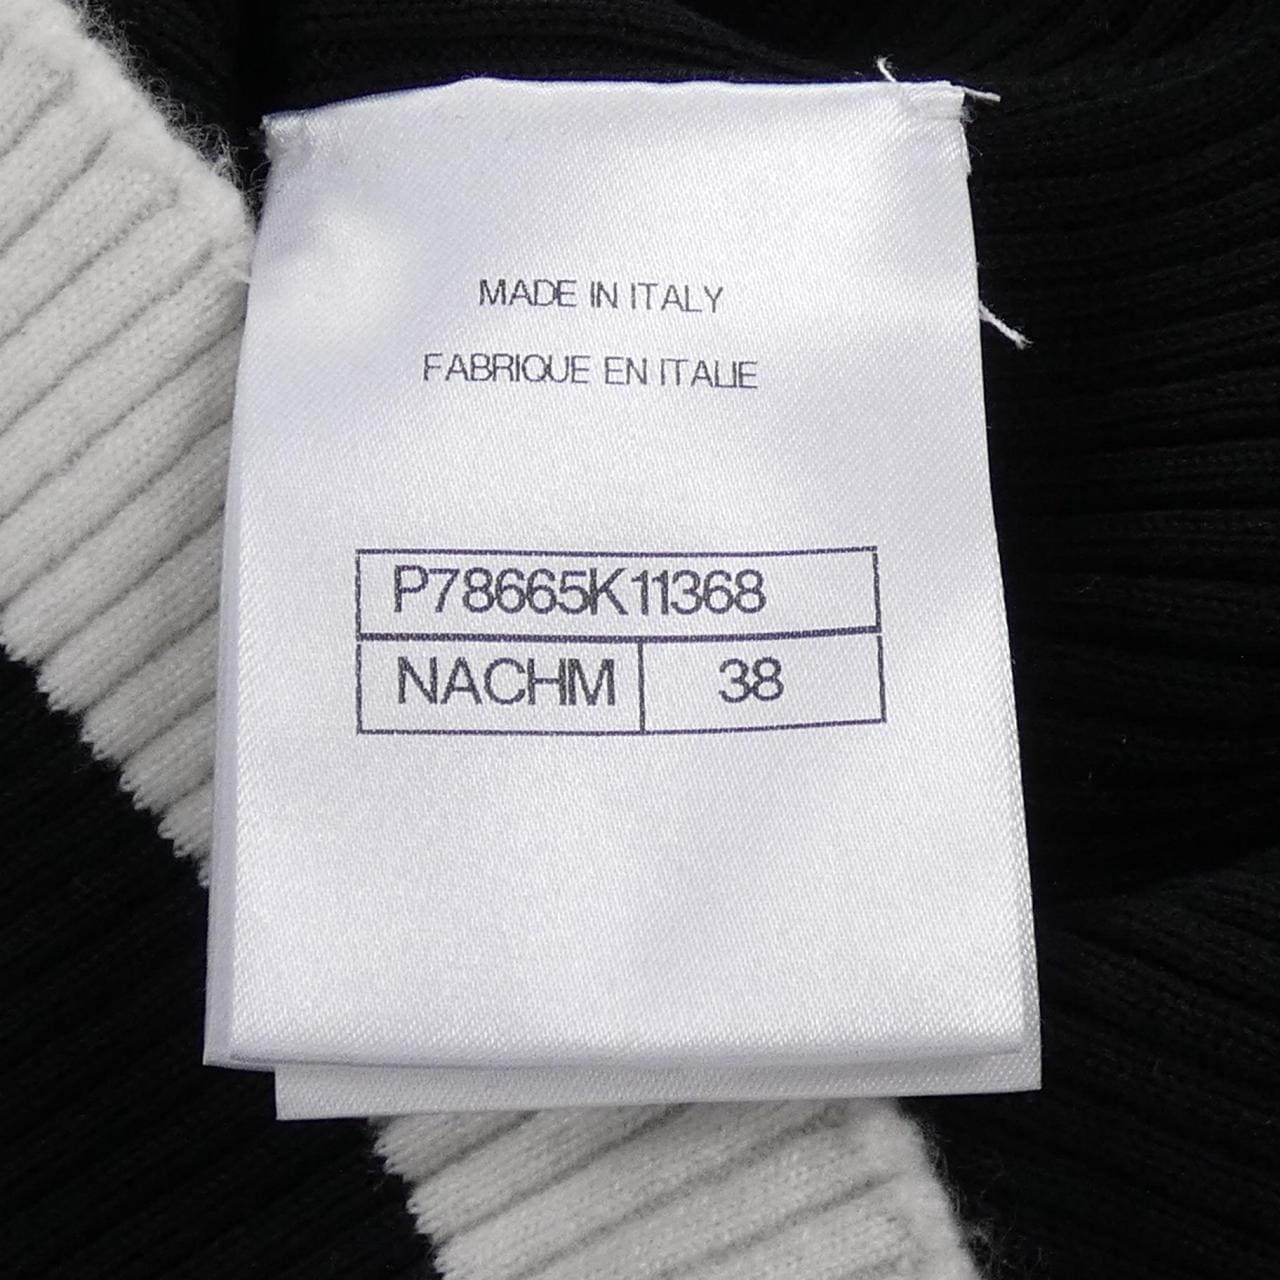 MADE IN ITALY
FABRIQUE EN ITALIE
P78665K11368
NACHM 38